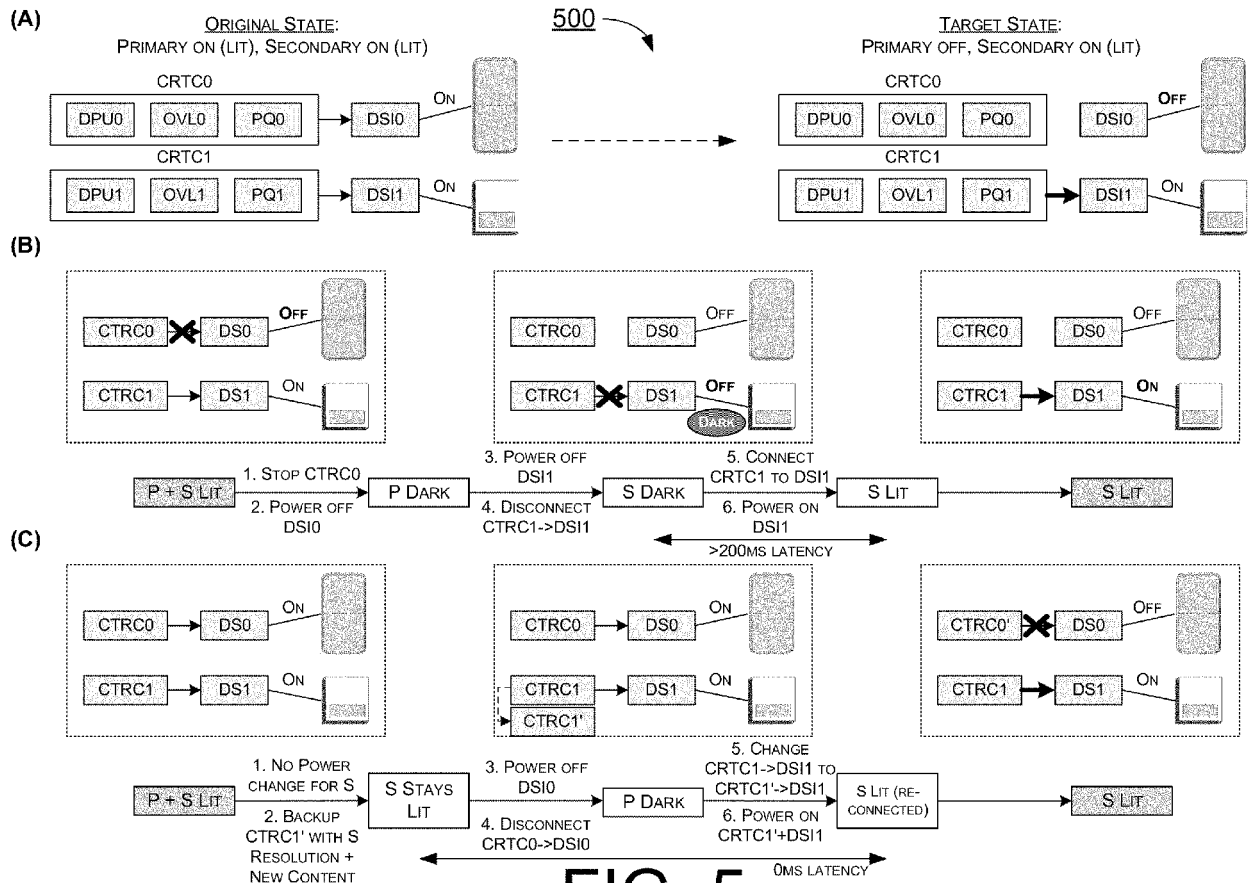 (A)
ORIGINAL STATE:
PRIMARY ON (LIT), SECONDARY ON (LIT)
500
TARGET STATE:
PRIMARY OFF, SECONDARY ON (LIT)
CRTC0
DPU0 OVL0 PQ0 DSI0 ON
CRTC1
DPU1 OVL1 PQ1 DSI1 ON
CRTC0
DPU0 OVL0 PQ0 DSI0 OFF
CRTC1
DPU1 OVL1 PQ1 DSI1 ON
(B)
CTRC0 DS0 OFF
CTRC1 DS1 ON
CTRC0 DS0 OFF
CTRC1 DS1 OFF
DARK
CTRC0 DS0 OFF
CTRC1 DS1 ON
P + S LIT
1. STOP CTRC0
2. POWER OFF
DSI0
P DARK
3. POWER OFF
DSI1
4. DISCONNECT
CTRC1->DSI1
S DARK
5. CONNECT
CRTC1 TO DSI1
6. POWER ON
DSI1
S LIT
S LIT
>200MS LATENCY
(C)
CTRC0 DS0 ON
CTRC1 DS1 ON
CTRC0 DS0 ON
CTRC1 DS1 ON
CTRC1'
CTRC0' DS0 OFF
CTRC1 DS1 ON
P + S LIT
1. NO POWER
CHANGE FOR S
2. BACKUP
CTRC1' WITH S
RESOLUTION +
NEW CONTENT
S STAYS
LIT
3. POWER OFF
DSI0
4. DISCONNECT
CRTC0->DSI0
P DARK
5. CHANGE
CRTC1->DSI1 TO
CRTC1'->DSI1
6. POWER ON
CRTC1'+DSI1
S LIT (RE-
CONNECTED)
S LIT
0MS LATENCY
FIG. 5